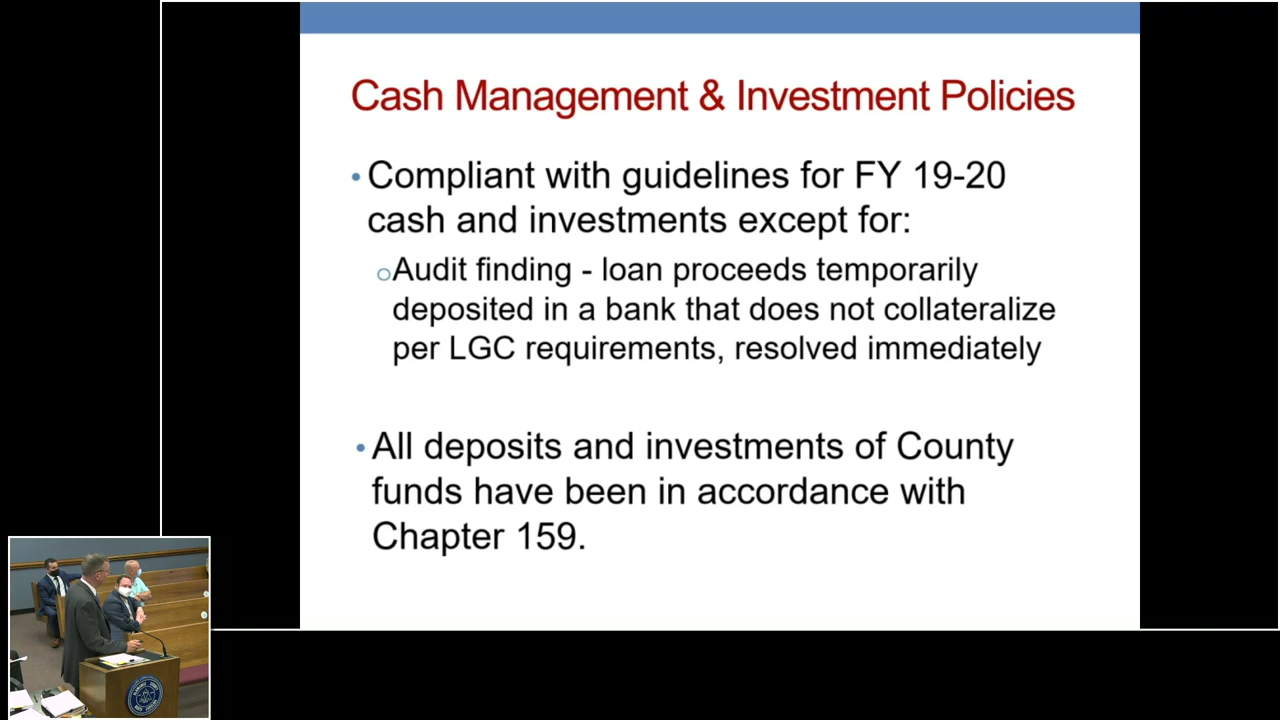 Cash Management & Investment Policies
• Compliant with guidelines for FY 19-20
cash and investments except for:
○Audit finding - loan proceeds temporarily
deposited in a bank that does not collateralize
per LGC requirements, resolved immediately
• All deposits and investments of County
funds have been in accordance with
Chapter 159.